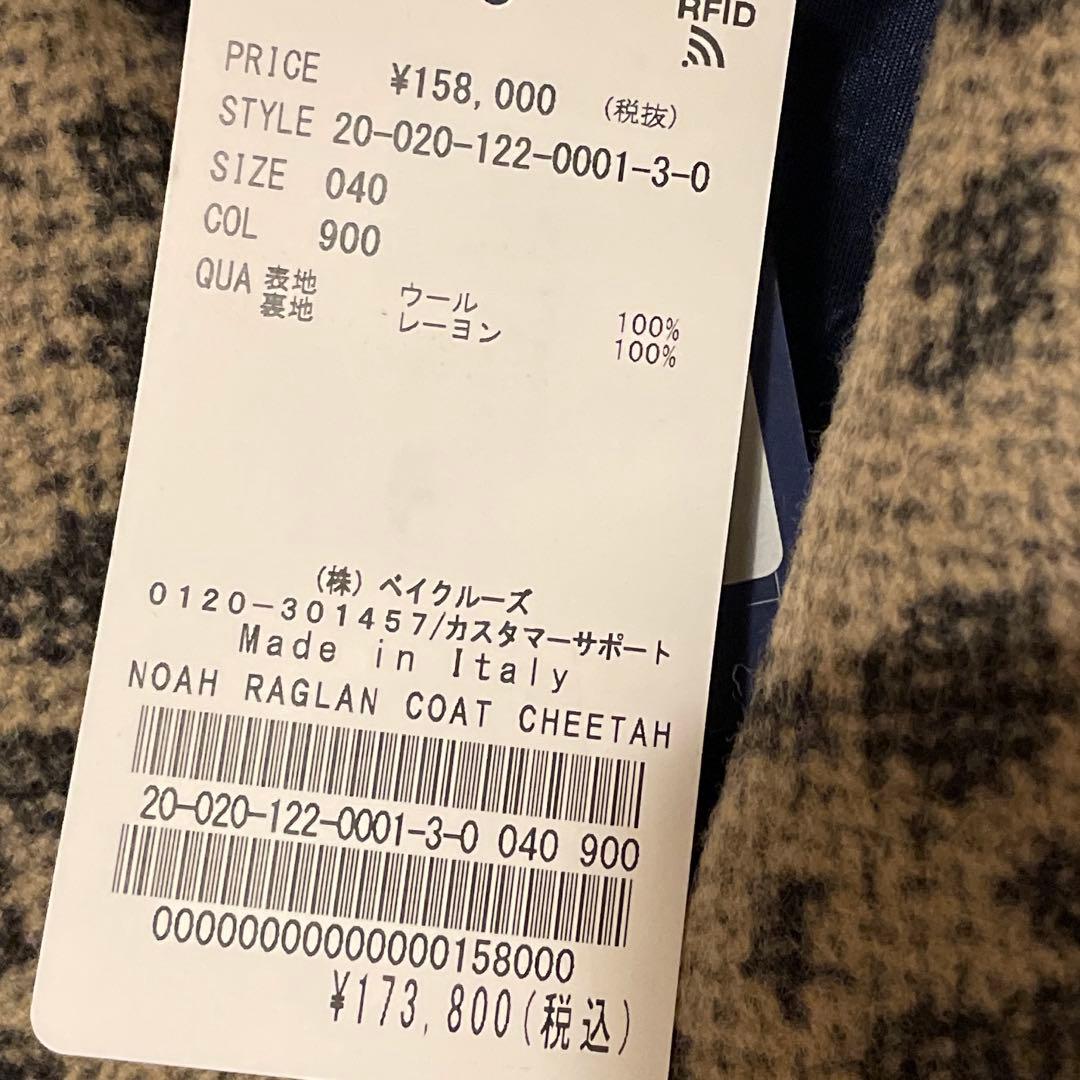 RFID
PRICE ¥158,000 (税抜)
STYLE 20-020-122-0001-3-0
SIZE 040
COL 900
QUA 表地 ウール 100%
裏地 レーヨン 100%
(株) ベイクルーズ
0120-301457/カスタマーサポート
Made in Italy
NOAH RAGLAN COAT CHEETAH
20-020-122-0001-3-0 040 900
00000000000000158000
¥173,800(税込)